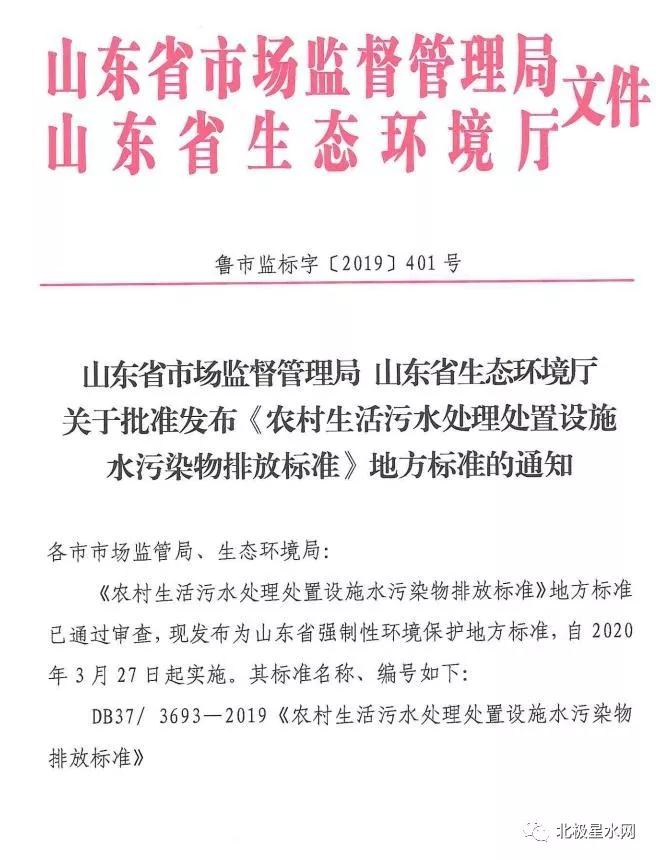 山东省市场监督管理局
山东省生态环境厅
文件
鲁市监标字〔2019〕401号
山东省市场监督管理局 山东省生态环境厅
关于批准发布《农村生活污水处理处置设施
水污染物排放标准》地方标准的通知
各市市场监管局、生态环境局：
《农村生活污水处理处置设施水污染物排放标准》地方标准
已通过审查，现发布为山东省强制性环境保护地方标准，自2020
年3月27日起实施。其标准名称、编号如下：
DB37/ 3693—2019《农村生活污水处理处置设施水污染物
排放标准》
北极星水网